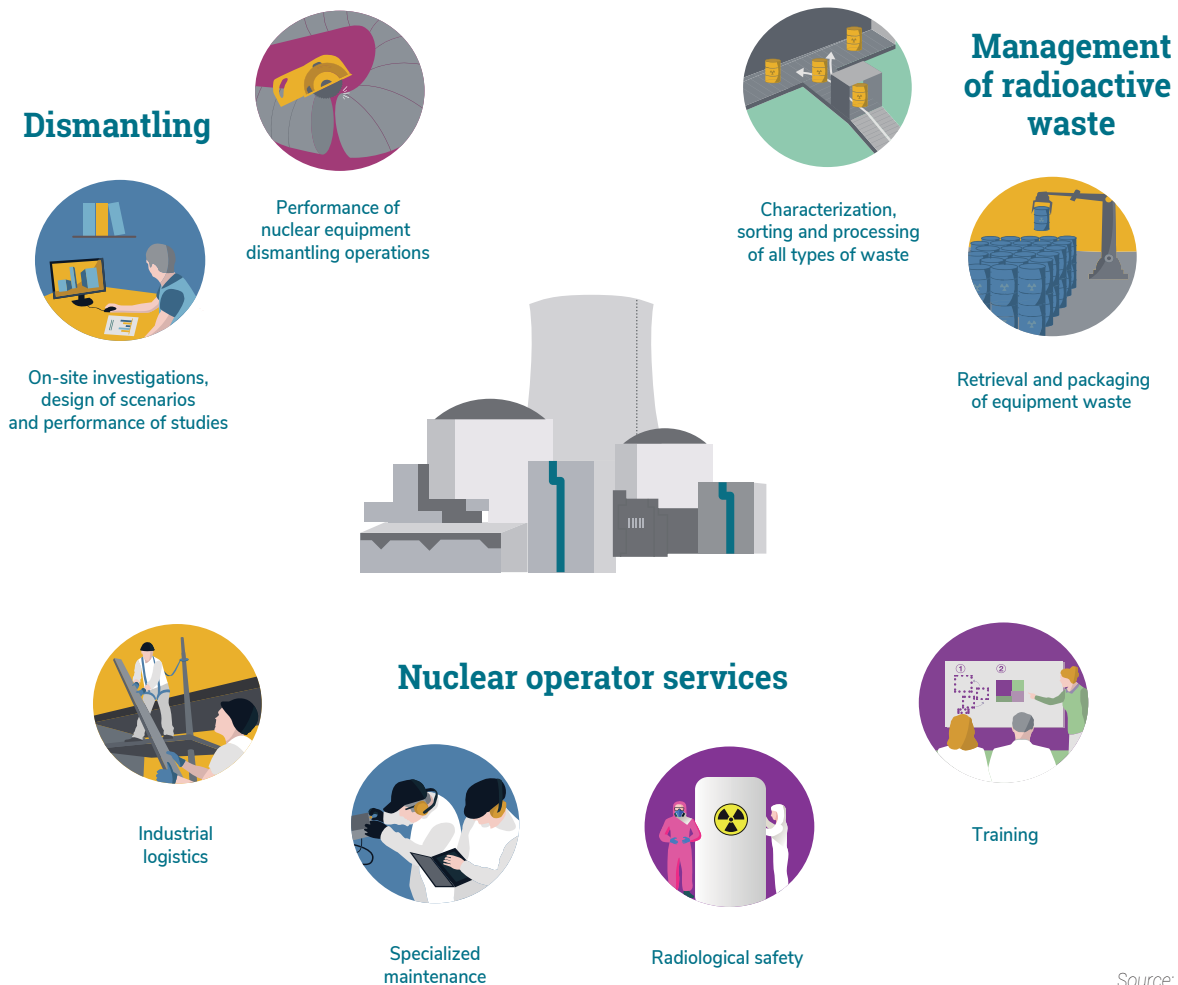 Dismantling
Performance of
nuclear equipment
dismantling operations
On-site investigations,
design of scenarios
and performance of studies
Management
of radioactive
waste
Characterization,
sorting and processing
of all types of waste
Retrieval and packaging
of equipment waste
Nuclear operator services
Industrial
logistics
Specialized
maintenance
Radiological safety
1
2
Training
Source: